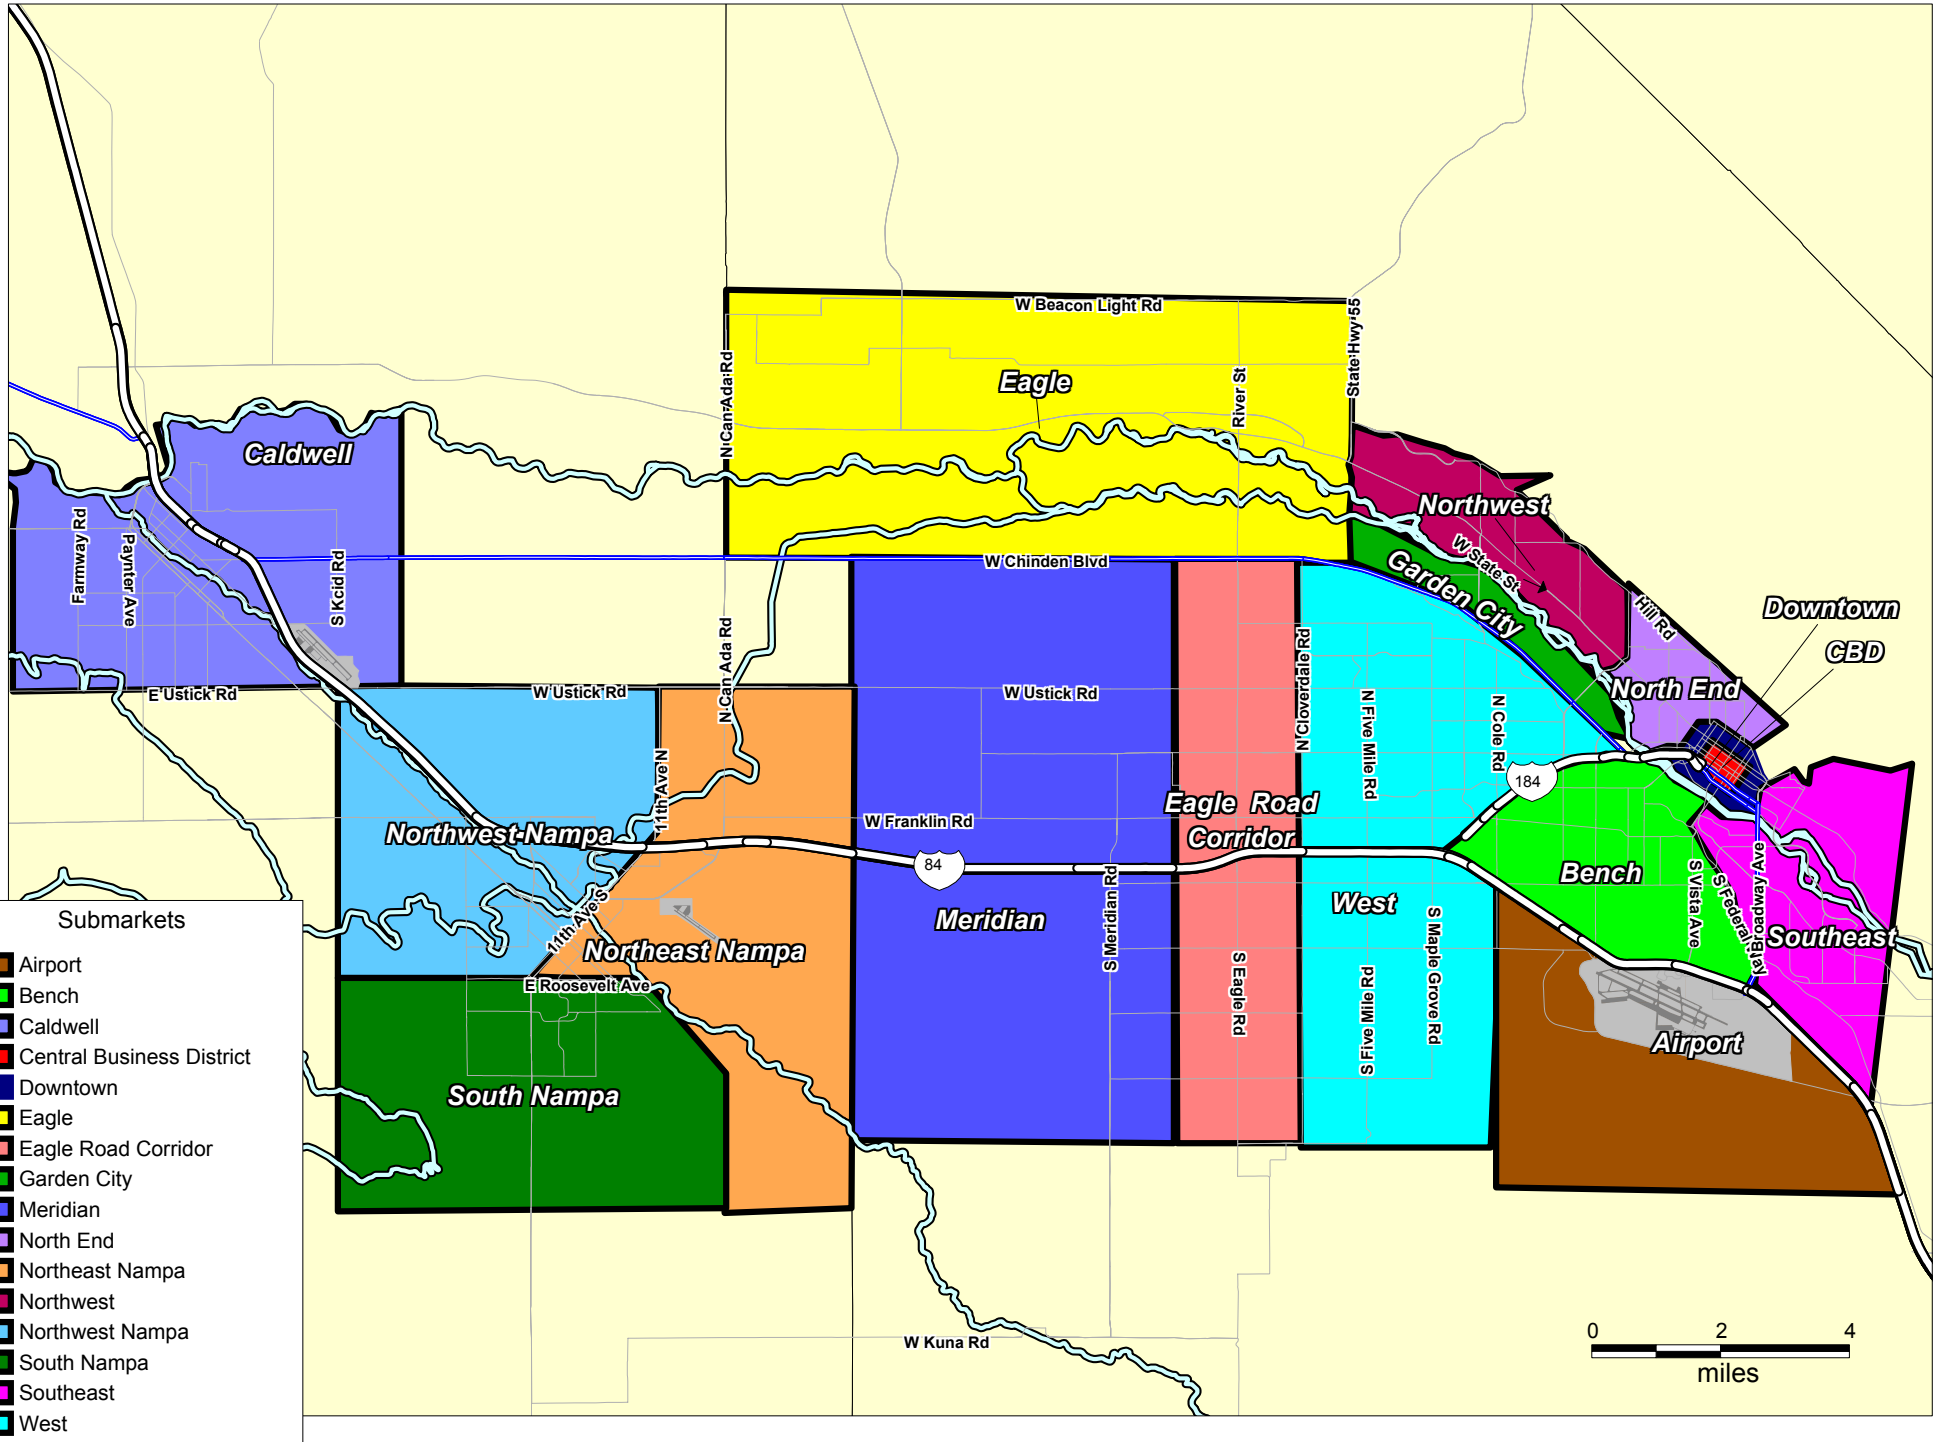 W Beacon Light Rd
State Hwy 55
N Can Ada Rd
Eagle
River St
Caldwell
Northwest
Farmway Rd
Paynter Ave
S Kcid Rd
W State St
W Chinden Blvd
Garden City
Hill Rd
Downtown
CBD
N Can Ada Rd
N Cloverdale Rd
E Ustick Rd
W Ustick Rd
W Ustick Rd
North End
N Five Mile Rd
N Cole Rd
11th Ave N
184
Eagle Road
Corridor
W Franklin Rd
Northwest Nampa
84
Bench
S Vista Ave
S Federal Way
Broadway Ave
West
Meridian
S Meridian Rd
S Maple Grove Rd
11th Ave S
Northeast Nampa
Southeast
E Roosevelt Ave
S Eagle Rd
S Five Mile Rd
Airport
South Nampa
W Kuna Rd
0 2 4
miles
Submarkets
Airport
Bench
Caldwell
Central Business District
Downtown
Eagle
Eagle Road Corridor
Garden City
Meridian
North End
Northeast Nampa
Northwest
Northwest Nampa
South Nampa
Southeast
West